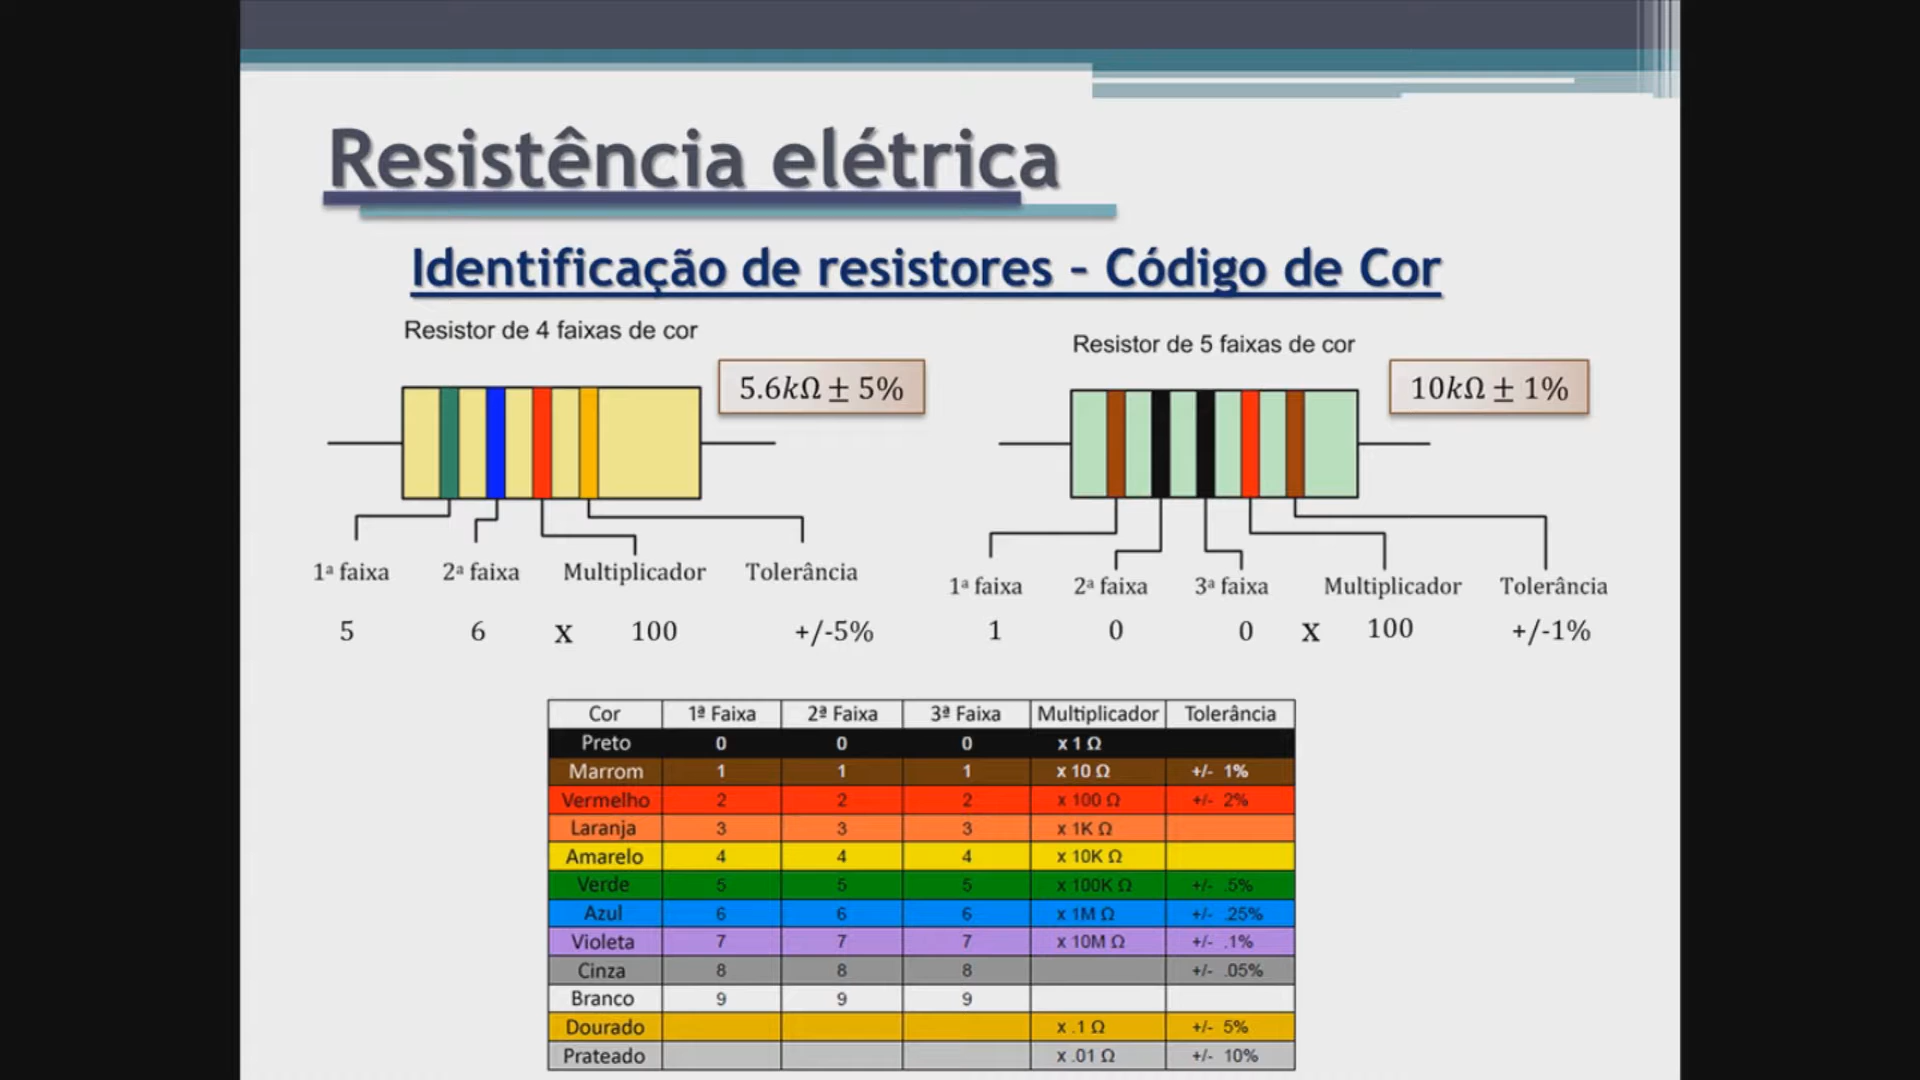 Resistência elétrica
Identificação de resistores - Código de Cor
Resistor de 4 faixas de cor
5.6kΩ ± 5%
1ª faixa 2ª faixa Multiplicador Tolerância
5 6 x 100 +/-5%
Resistor de 5 faixas de cor
10kΩ ± 1%
1ª faixa 2ª faixa 3ª faixa Multiplicador Tolerância
1 0 0 x 100 +/-1%
Cor 1ª Faixa 2ª Faixa 3ª Faixa Multiplicador Tolerância
Preto 0 0 0 x 1 Ω
Marrom 1 1 1 x 10 Ω +/- 1%
Vermelho 2 2 2 x 100 Ω +/- 2%
Laranja 3 3 3 x 1K Ω
Amarelo 4 4 4 x 10K Ω
Verde 5 5 5 x 100K Ω +/- .5%
Azul 6 6 6 x 1M Ω +/- .25%
Violeta 7 7 7 x 10M Ω +/- .1%
Cinza 8 8 8 +/- .05%
Branco 9 9 9
Dourado x .1 Ω +/- 5%
Prateado x .01 Ω +/- 10%